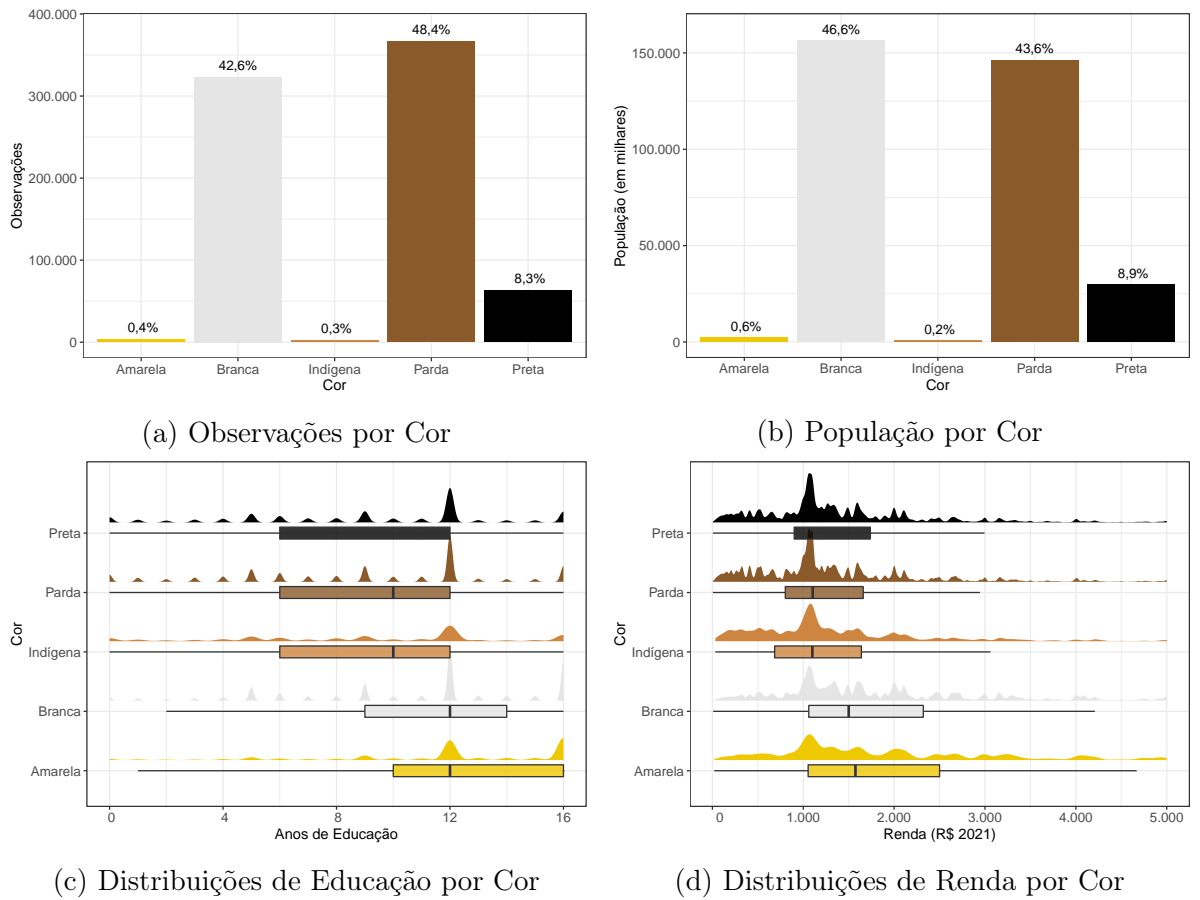 400.000
300.000
200.000
100.000
0
Observações
0,4%
42,6%
0,3%
48,4%
8,3%
Amarela Branca Indígena Parda Preta
Cor
(a) Observações por Cor
150.000
100.000
50.000
0
População (em milhares)
0,6%
46,6%
0,2%
43,6%
8,9%
Amarela Branca Indígena Parda Preta
Cor
(b) População por Cor
Preta
Parda
Indígena
Branca
Amarela
Cor
0 4 8 12 16
Anos de Educação
(c) Distribuições de Educação por Cor
Preta
Parda
Indígena
Branca
Amarela
Cor
0 1.000 2.000 3.000 4.000 5.000
Renda (R$ 2021)
(d) Distribuições de Renda por Cor